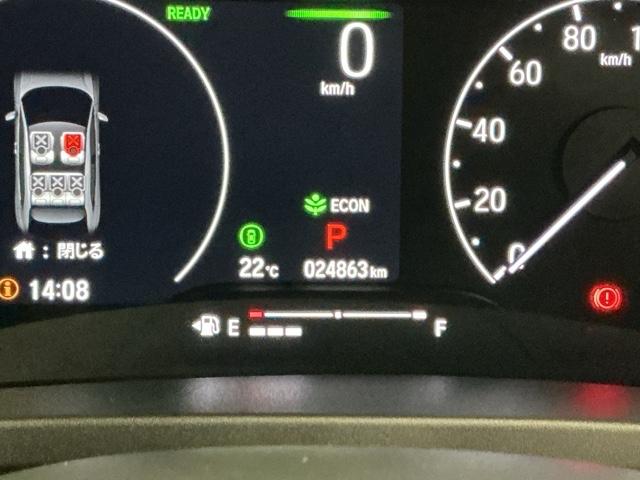 READY
0
km/h
: 閉じる
14:08
ECON
P
22℃
024863km
E
F
80
km/h
60
40
20
0